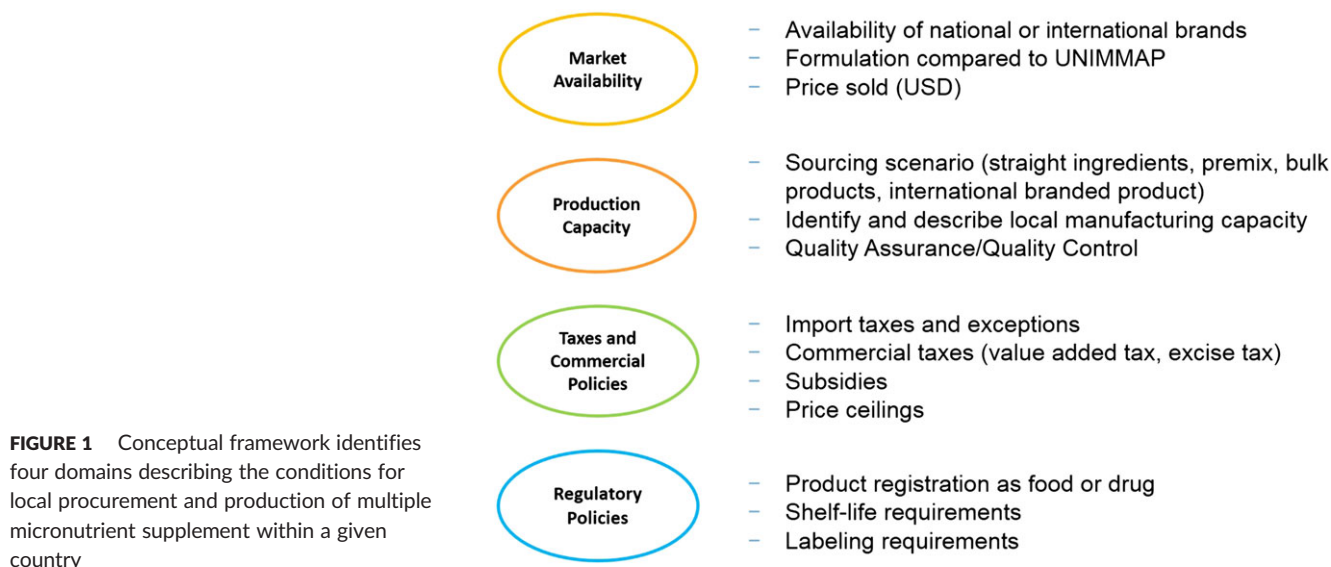 Market
Availability
– Availability of national or international brands
– Formulation compared to UNIMMAP
– Price sold (USD)
Production
Capacity
– Sourcing scenario (straight ingredients, premix, bulk
products, international branded product)
– Identify and describe local manufacturing capacity
– Quality Assurance/Quality Control
Taxes and
Commercial
Policies
– Import taxes and exceptions
– Commercial taxes (value added tax, excise tax)
– Subsidies
– Price ceilings
Regulatory
Policies
– Product registration as food or drug
– Shelf-life requirements
– Labeling requirements
FIGURE 1 Conceptual framework identifies
four domains describing the conditions for
local procurement and production of multiple
micronutrient supplement within a given
country